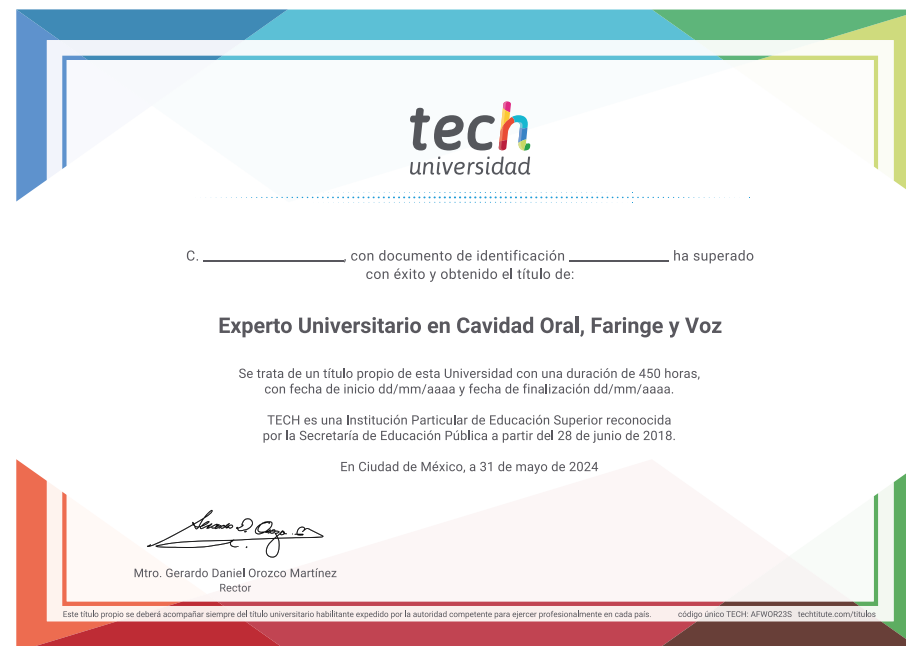 tech
universidad
C. ____________, con documento de identificación ____________ ha superado
con éxito y obtenido el título de:
Experto Universitario en Cavidad Oral, Faringe y Voz
Se trata de un título propio de esta Universidad con una duración de 450 horas,
con fecha de inicio dd/mm/aaaa y fecha de finalización dd/mm/aaaa.
TECH es una Institución Particular de Educación Superior reconocida
por la Secretaría de Educación Pública a partir del 28 de junio de 2018.
En Ciudad de México, a 31 de mayo de 2024
Mtro. Gerardo Daniel Orozco Martínez
Rector
Este título propio se deberá acompañar siempre del título universitario habilitante expedido por la autoridad competente para ejercer profesionalmente en cada país. código único TECH: AFWOR23S techtitute.com/titulos